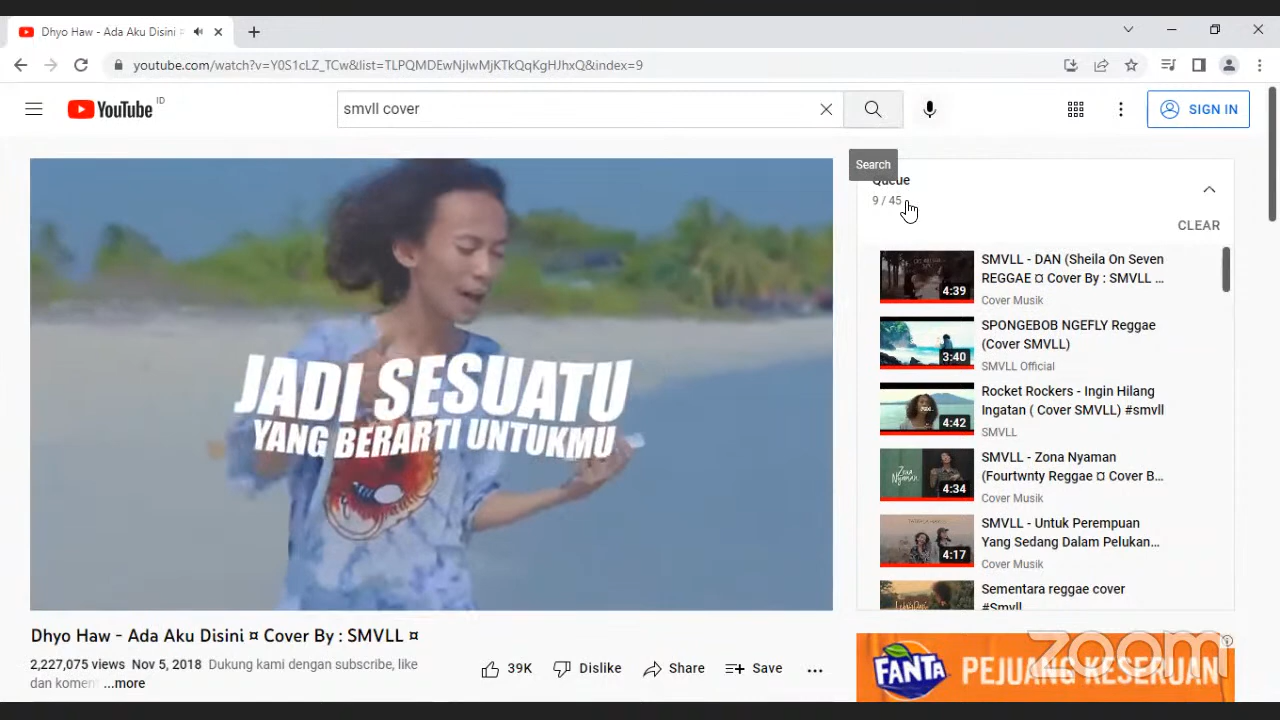 Dhyo Haw - Ada Aku Disini
youtube.com/watch?v=Y0S1cLZ_TCw&list=TLPQMDEwNjIwMjKTkQqKgHJhxQ&index=9
YouTube ID
smvll cover
SIGN IN
Search
Queue
9 / 45
CLEAR
JADI SESUATU
YANG BERARTI UNTUKMU
4:39
SMVLL - DAN (Sheila On Seven
REGGAE ¤ Cover By : SMVLL ...
Cover Musik
3:40
SPONGEBOB NGEFLY Reggae
(Cover SMVLL)
SMVLL Official
4:42
Rocket Rockers - Ingin Hilang
Ingatan ( Cover SMVLL) #smvll
SMVLL
Zona
Nyaman
4:34
SMVLL - Zona Nyaman
(Fourtwnty Reggae ¤ Cover B...
Cover Musik
4:17
SMVLL - Untuk Perempuan
Yang Sedang Dalam Pelukan...
Cover Musik
Sementara reggae cover
#Smvll
Dhyo Haw - Ada Aku Disini ¤ Cover By : SMVLL ¤
2,227,075 views Nov 5, 2018 Dukung kami dengan subscribe, like
dan komen ...more
39K
Dislike
Share
Save
FANTA
PEJUANG KESERUAN
zoom